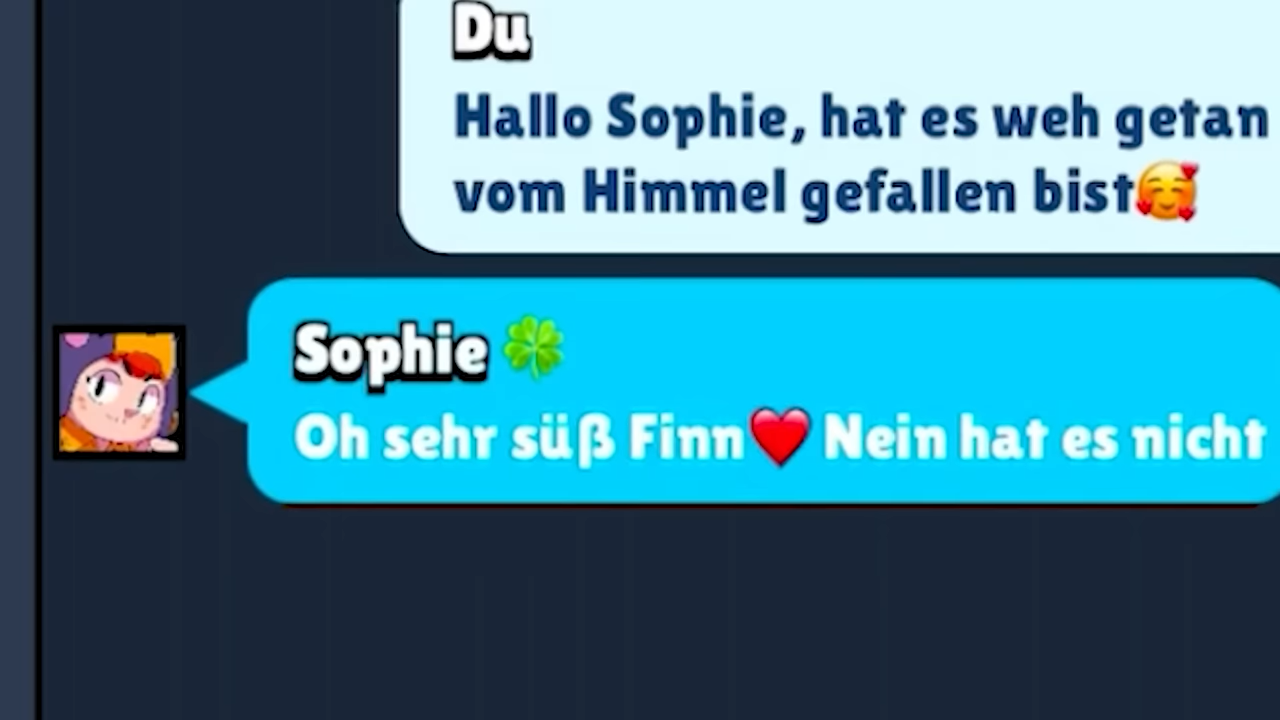 Du
Hallo Sophie, hat es weh getan
vom Himmel gefallen bist🥰
Sophie 🍀
Oh sehr süß Finn❤️ Nein hat es nicht